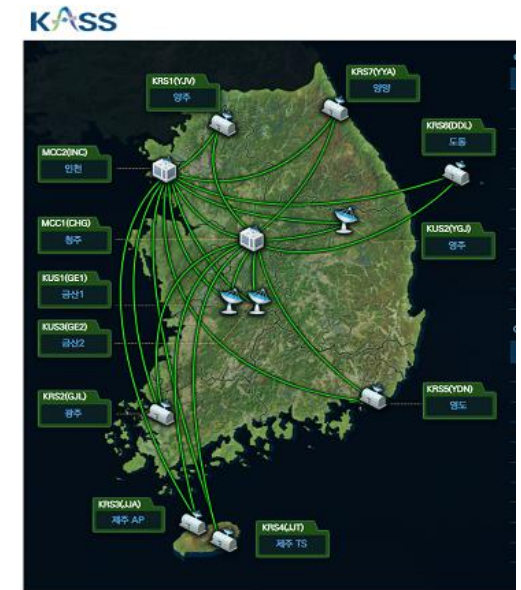 KASS
KRS1(YJV)
양주
KRS7(YYA)
양양
KRS6(DDL)
도동
MCC2(INC)
인천
MCC1(CHG)
청주
KUS2(YGJ)
영주
KUS1(GE1)
금산1
KUS3(GE2)
금산2
KRS2(GJL)
광주
KRS5(YDN)
영도
KRS3(JJA)
제주 AP
KRS4(JJT)
제주 TS